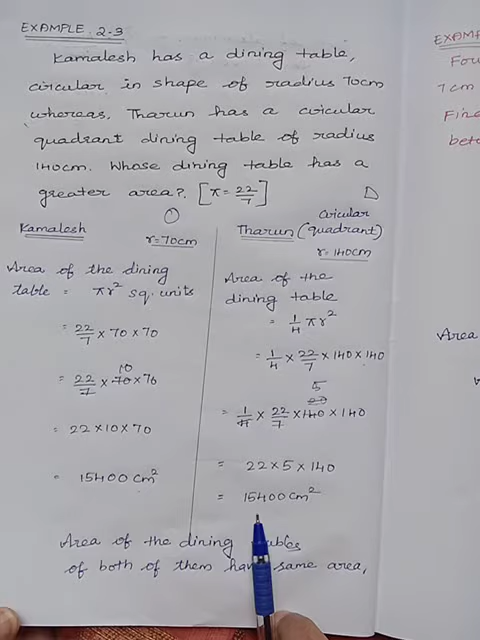 EXAMPLE 2-3
Kamalesh has a dining table,
circular in shape of radius 70cm
whereas, Tharun has a circular
quadrant dining table of radius
140cm. Whose dining table has a
greater area? [π = 22/7]
Kamalesh
r=70cm
Area of the dining
table = πr² sq. units
= 22/7 × 70 × 70
10
= 22/7 × 70 × 70
= 22 × 10 × 70
= 15400 cm²
circular
Tharun (quadrant)
r = 140cm
Area of the
dining table
= 1/4 πr²
= 1/4 × 22/7 × 140 × 140
5
20
= 1/4 × 22/7 × 140 × 140
= 22 × 5 × 140
= 15400 cm²
Area of the dining tables
of both of them have same area,
EXAMP
Fou
7cm
Fin
betw
Area